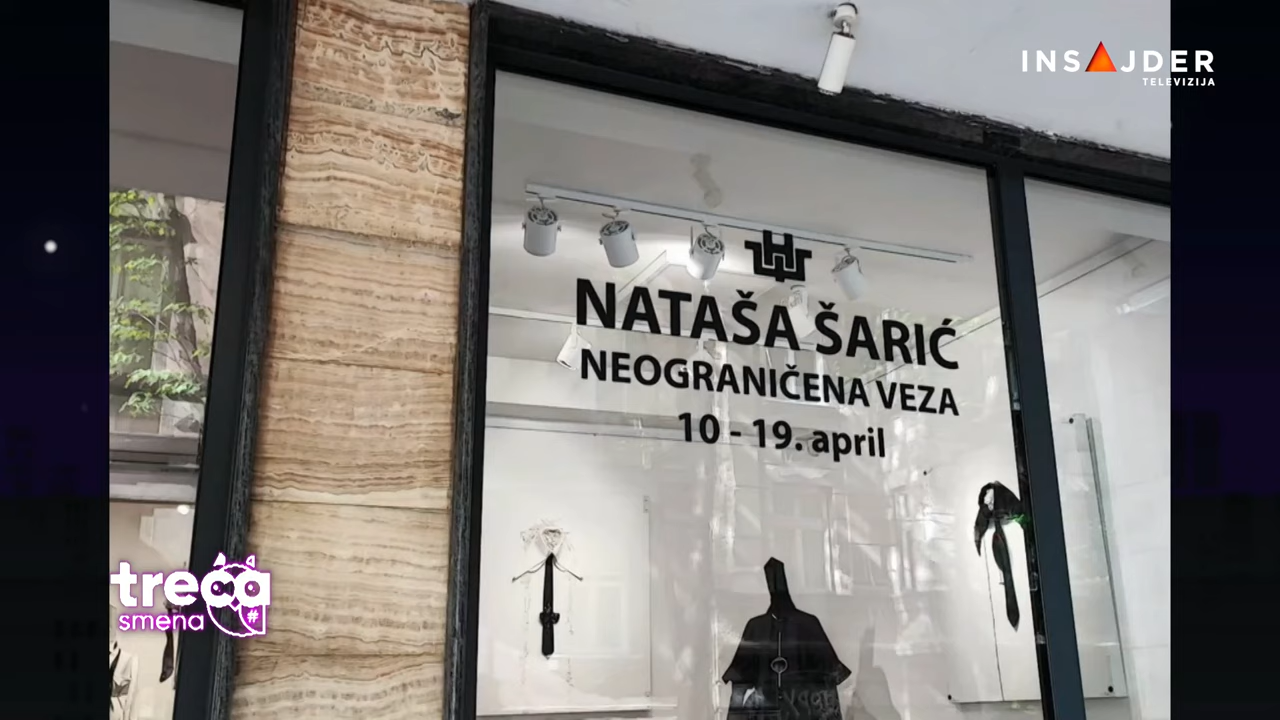 INSAJDER
TELEVIZIJA
NATAŠA ŠARIĆ
NEOGRANIČENA VEZA
10 - 19. april
treća
smena
#